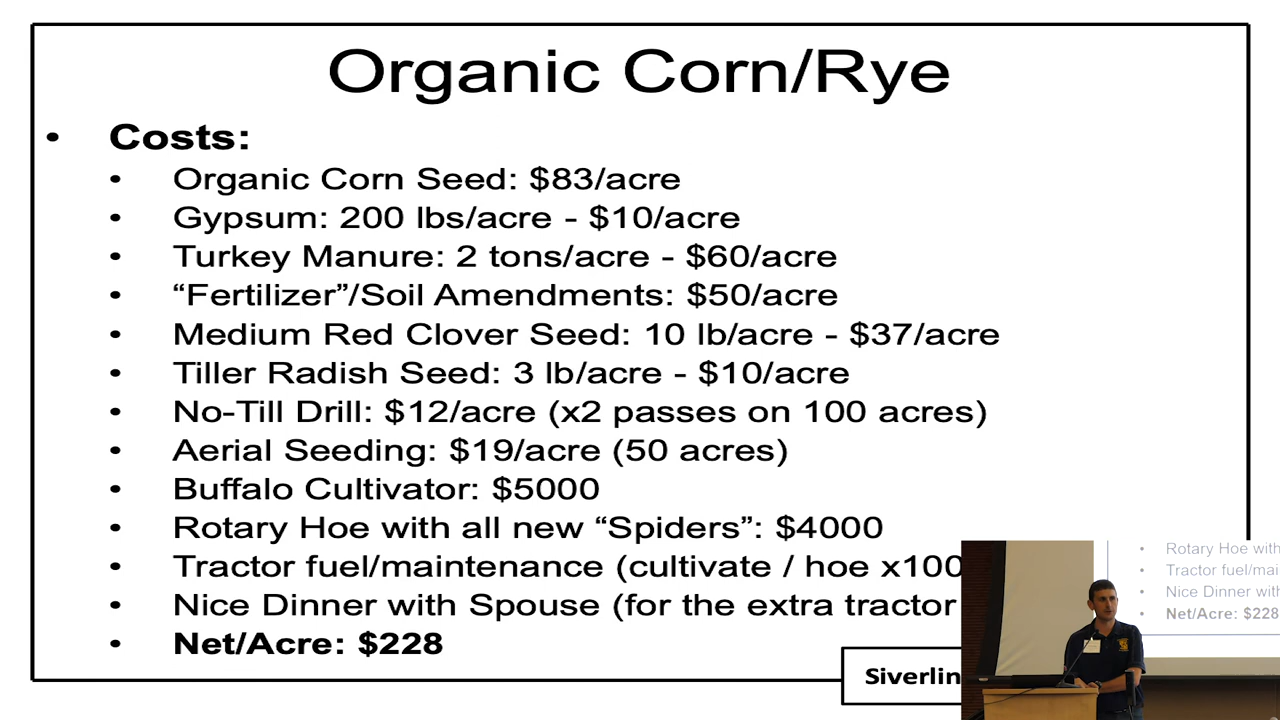 Organic Corn/Rye
• Costs:
• Organic Corn Seed: $83/acre
• Gypsum: 200 lbs/acre - $10/acre
• Turkey Manure: 2 tons/acre - $60/acre
• “Fertilizer”/Soil Amendments: $50/acre
• Medium Red Clover Seed: 10 lb/acre - $37/acre
• Tiller Radish Seed: 3 lb/acre - $10/acre
• No-Till Drill: $12/acre (x2 passes on 100 acres)
• Aerial Seeding: $19/acre (50 acres)
• Buffalo Cultivator: $5000
• Rotary Hoe with all new “Spiders”: $4000
• Tractor fuel/maintenance (cultivate / hoe x100
• Nice Dinner with Spouse (for the extra tractor
• Net/Acre: $228
Siverlin
• Rotary Hoe with
• Tractor fuel/mai
• Nice Dinner with
• Net/Acre: $228